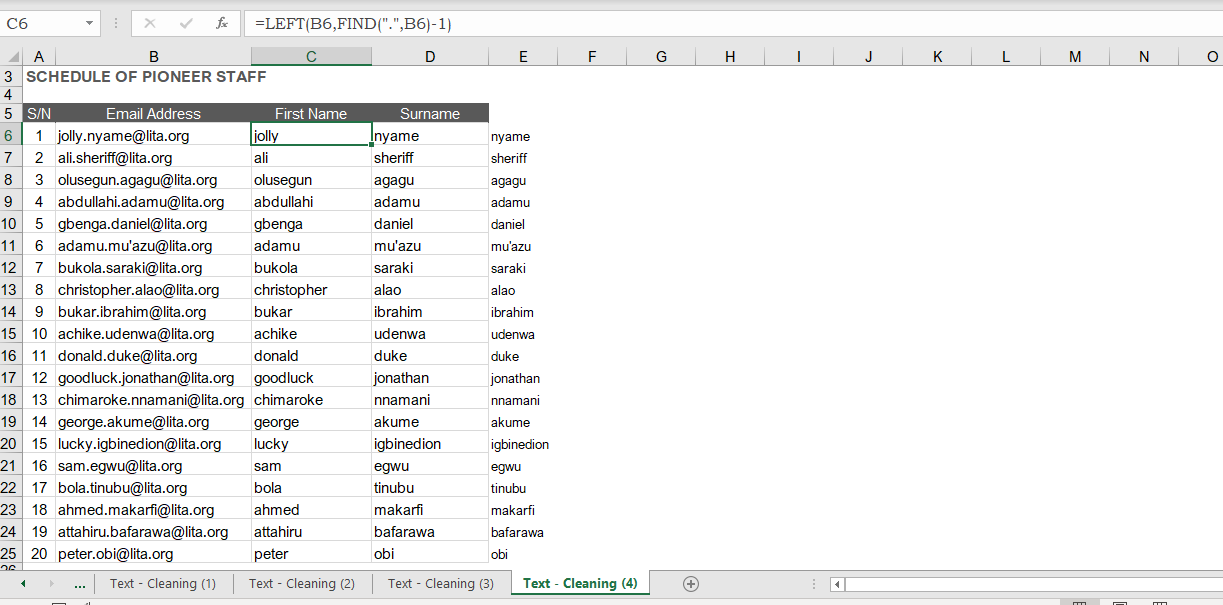 C6 fx =LEFT(B6,FIND(".",B6)-1)
A B C D E F G H I J K L M N O
3 SCHEDULE OF PIONEER STAFF
4
5 S/N Email Address First Name Surname
6 1 jolly.nyame@lita.org jolly nyame nyame
7 2 ali.sheriff@lita.org ali sheriff sheriff
8 3 olusegun.agagu@lita.org olusegun agagu agagu
9 4 abdullahi.adamu@lita.org abdullahi adamu adamu
10 5 gbenga.daniel@lita.org gbenga daniel daniel
11 6 adamu.mu'azu@lita.org adamu mu'azu mu'azu
12 7 bukola.saraki@lita.org bukola saraki saraki
13 8 christopher.alao@lita.org christopher alao alao
14 9 bukar.ibrahim@lita.org bukar ibrahim ibrahim
15 10 achike.udenwa@lita.org achike udenwa udenwa
16 11 donald.duke@lita.org donald duke duke
17 12 goodluck.jonathan@lita.org goodluck jonathan jonathan
18 13 chimaroke.nnamani@lita.org chimaroke nnamani nnamani
19 14 george.akume@lita.org george akume akume
20 15 lucky.igbinedion@lita.org lucky igbinedion igbinedion
21 16 sam.egwu@lita.org sam egwu egwu
22 17 bola.tinubu@lita.org bola tinubu tinubu
23 18 ahmed.makarfi@lita.org ahmed makarfi makarfi
24 19 attahiru.bafarawa@lita.org attahiru bafarawa bafarawa
25 20 peter.obi@lita.org peter obi obi
26
... Text - Cleaning (1) Text - Cleaning (2) Text - Cleaning (3) Text - Cleaning (4)